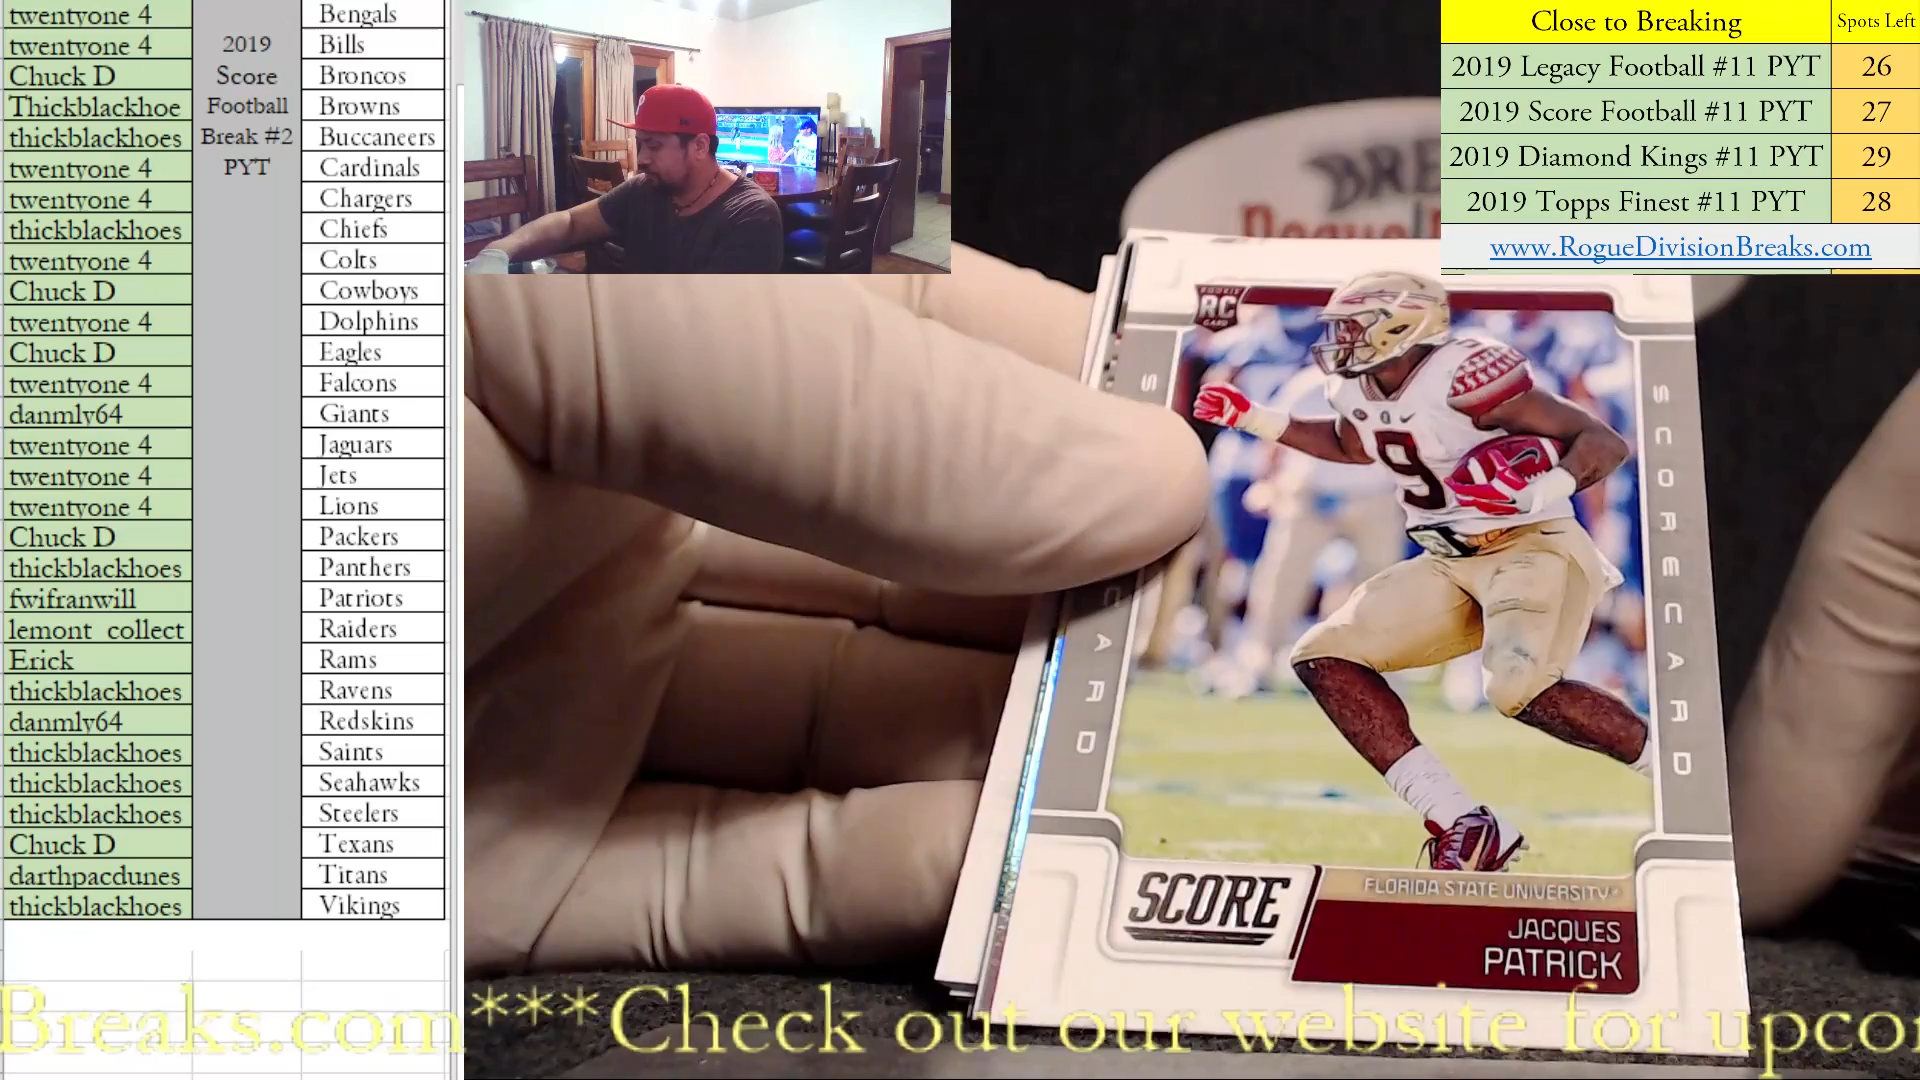 twentyone 4 Bengals
twentyone 4 2019 Bills
Chuck D Score Broncos
Thickblackhoe Football Browns
thickblackhoes Break #2 Buccaneers
twentyone 4 PYT Cardinals
twentyone 4 Chargers
thickblackhoes Chiefs
twentyone 4 Colts
Chuck D Cowboys
twentyone 4 Dolphins
Chuck D Eagles
twentyone 4 Falcons
danmly64 Giants
twentyone 4 Jaguars
twentyone 4 Jets
twentyone 4 Lions
Chuck D Packers
thickblackhoes Panthers
fwifranwill Patriots
lemont_collect Raiders
Erick Rams
thickblackhoes Ravens
danmly64 Redskins
thickblackhoes Saints
thickblackhoes Seahawks
thickblackhoes Steelers
Chuck D Texans
darthpacdunes Titans
thickblackhoes Vikings
Close to Breaking Spots Left
2019 Legacy Football #11 PYT 26
2019 Score Football #11 PYT 27
2019 Diamond Kings #11 PYT 29
2019 Topps Finest #11 PYT 28
www.RogueDivisionBreaks.com
BRE
Rogue
ROOKIE
RC
CARD
SCORECARD
9
SCORE
FLORIDA STATE UNIVERSITY
JACQUES
PATRICK
Breaks.com***Check out our website for upco